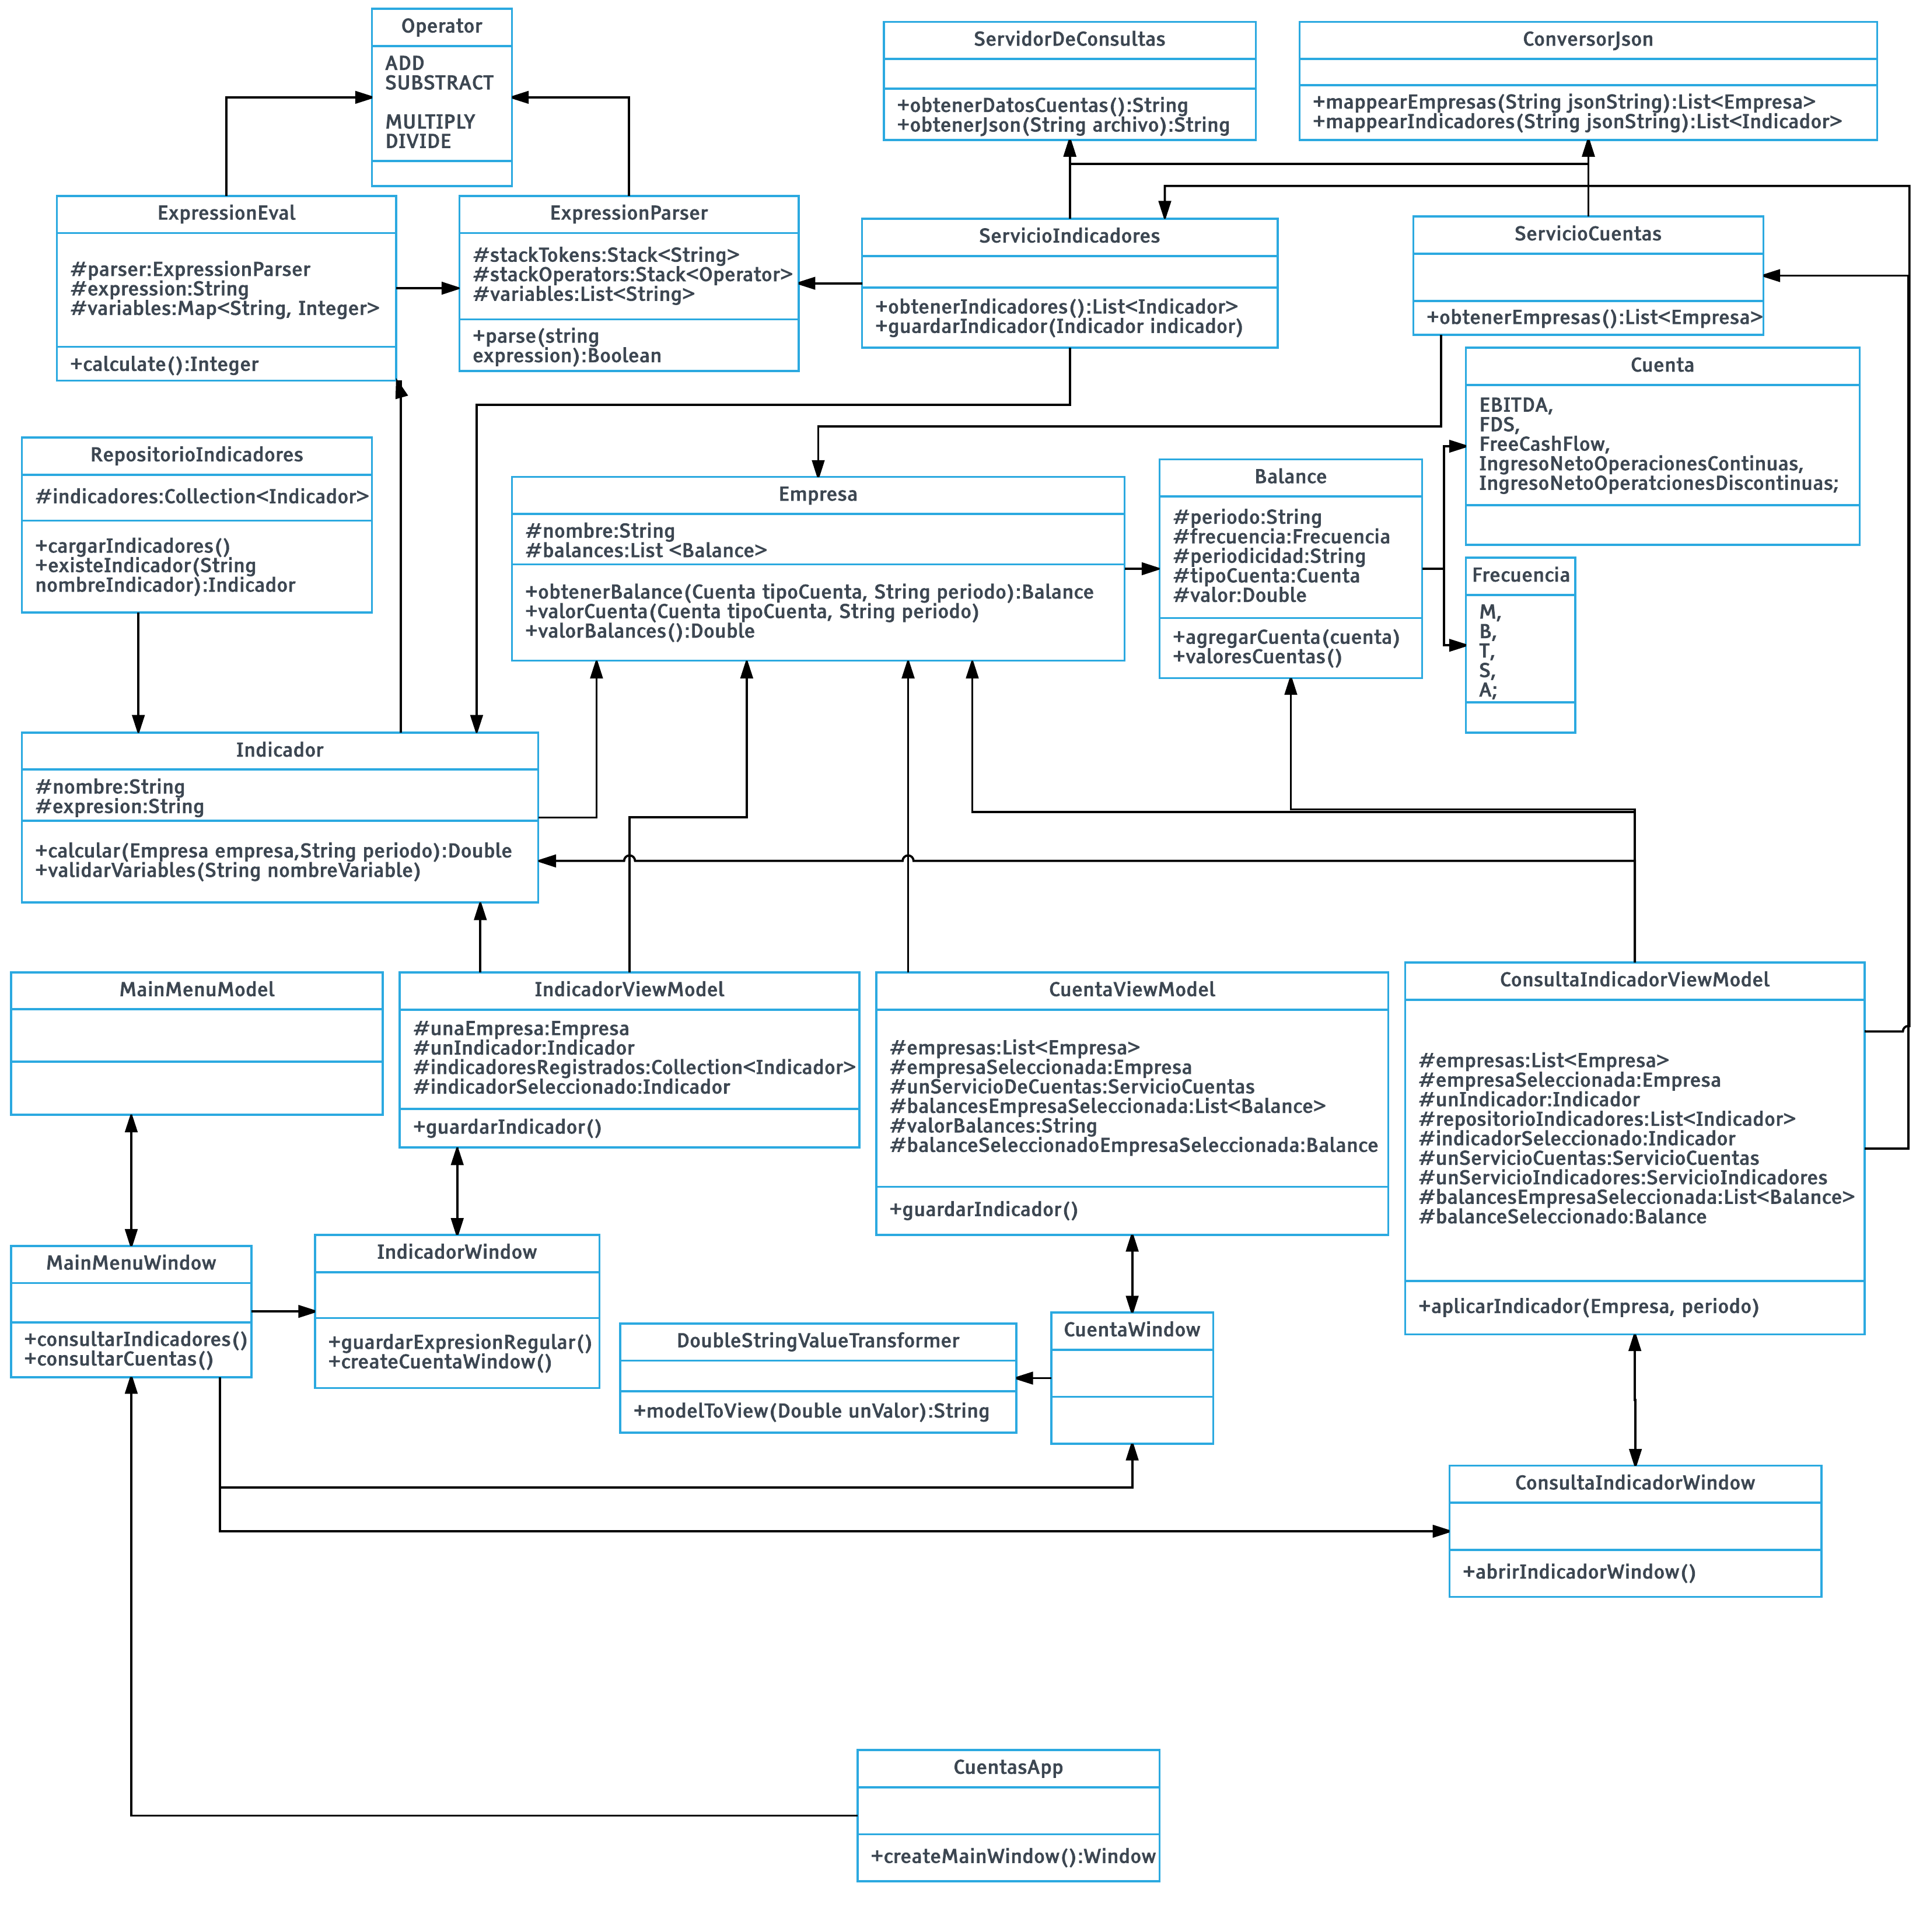 Operator
ADD
SUBSTRACT
MULTIPLY
DIVIDE
ServidorDeConsultas
+obtenerDatosCuentas():String
+obtenerJson(String archivo):String
ConversorJson
+mappearEmpresas(String jsonString):List<Empresa>
+mappearIndicadores(String jsonString):List<Indicador>
ExpressionEval
#parser:ExpressionParser
#expression:String
#variables:Map<String, Integer>
+calculate():Integer
ExpressionParser
#stackTokens:Stack<String>
#stackOperators:Stack<Operator>
#variables:List<String>
+parse(string
expression):Boolean
ServicioIndicadores
+obtenerIndicadores():List<Indicador>
+guardarIndicador(Indicador indicador)
ServicioCuentas
+obtenerEmpresas():List<Empresa>
Cuenta
EBITDA,
FDS,
FreeCashFlow,
IngresoNetoOperacionesContinuas,
IngresoNetoOperatcionesDiscontinuas;
RepositorioIndicadores
#indicadores:Collection<Indicador>
+cargarIndicadores()
+existeIndicador(String
nombreIndicador):Indicador
Empresa
#nombre:String
#balances:List <Balance>
+obtenerBalance(Cuenta tipoCuenta, String periodo):Balance
+valorCuenta(Cuenta tipoCuenta, String periodo)
+valorBalances():Double
Balance
#periodo:String
#frecuencia:Frecuencia
#periodicidad:String
#tipoCuenta:Cuenta
#valor:Double
+agregarCuenta(cuenta)
+valoresCuentas()
Frecuencia
M,
B,
T,
S,
A;
Indicador
#nombre:String
#expresion:String
+calcular(Empresa empresa,String periodo):Double
+validarVariables(String nombreVariable)
MainMenuModel
IndicadorViewModel
#unaEmpresa:Empresa
#unIndicador:Indicador
#indicadoresRegistrados:Collection<Indicador>
#indicadorSeleccionado:Indicador
+guardarIndicador()
CuentaViewModel
#empresas:List<Empresa>
#empresaSeleccionada:Empresa
#unServicioDeCuentas:ServicioCuentas
#balancesEmpresaSeleccionada:List<Balance>
#valorBalances:String
#balanceSeleccionadoEmpresaSeleccionada:Balance
+guardarIndicador()
ConsultaIndicadorViewModel
#empresas:List<Empresa>
#empresaSeleccionada:Empresa
#unIndicador:Indicador
#repositorioIndicadores:List<Indicador>
#indicadorSeleccionado:Indicador
#unServicioCuentas:ServicioCuentas
#unServicioIndicadores:ServicioIndicadores
#balancesEmpresaSeleccionada:List<Balance>
#balanceSeleccionado:Balance
+aplicarIndicador(Empresa, periodo)
MainMenuWindow
+consultarIndicadores()
+consultarCuentas()
IndicadorWindow
+guardarExpresionRegular()
+createCuentaWindow()
DoubleStringValueTransformer
+modelToView(Double unValor):String
CuentaWindow
ConsultaIndicadorWindow
+abrirIndicadorWindow()
CuentasApp
+createMainWindow():Window